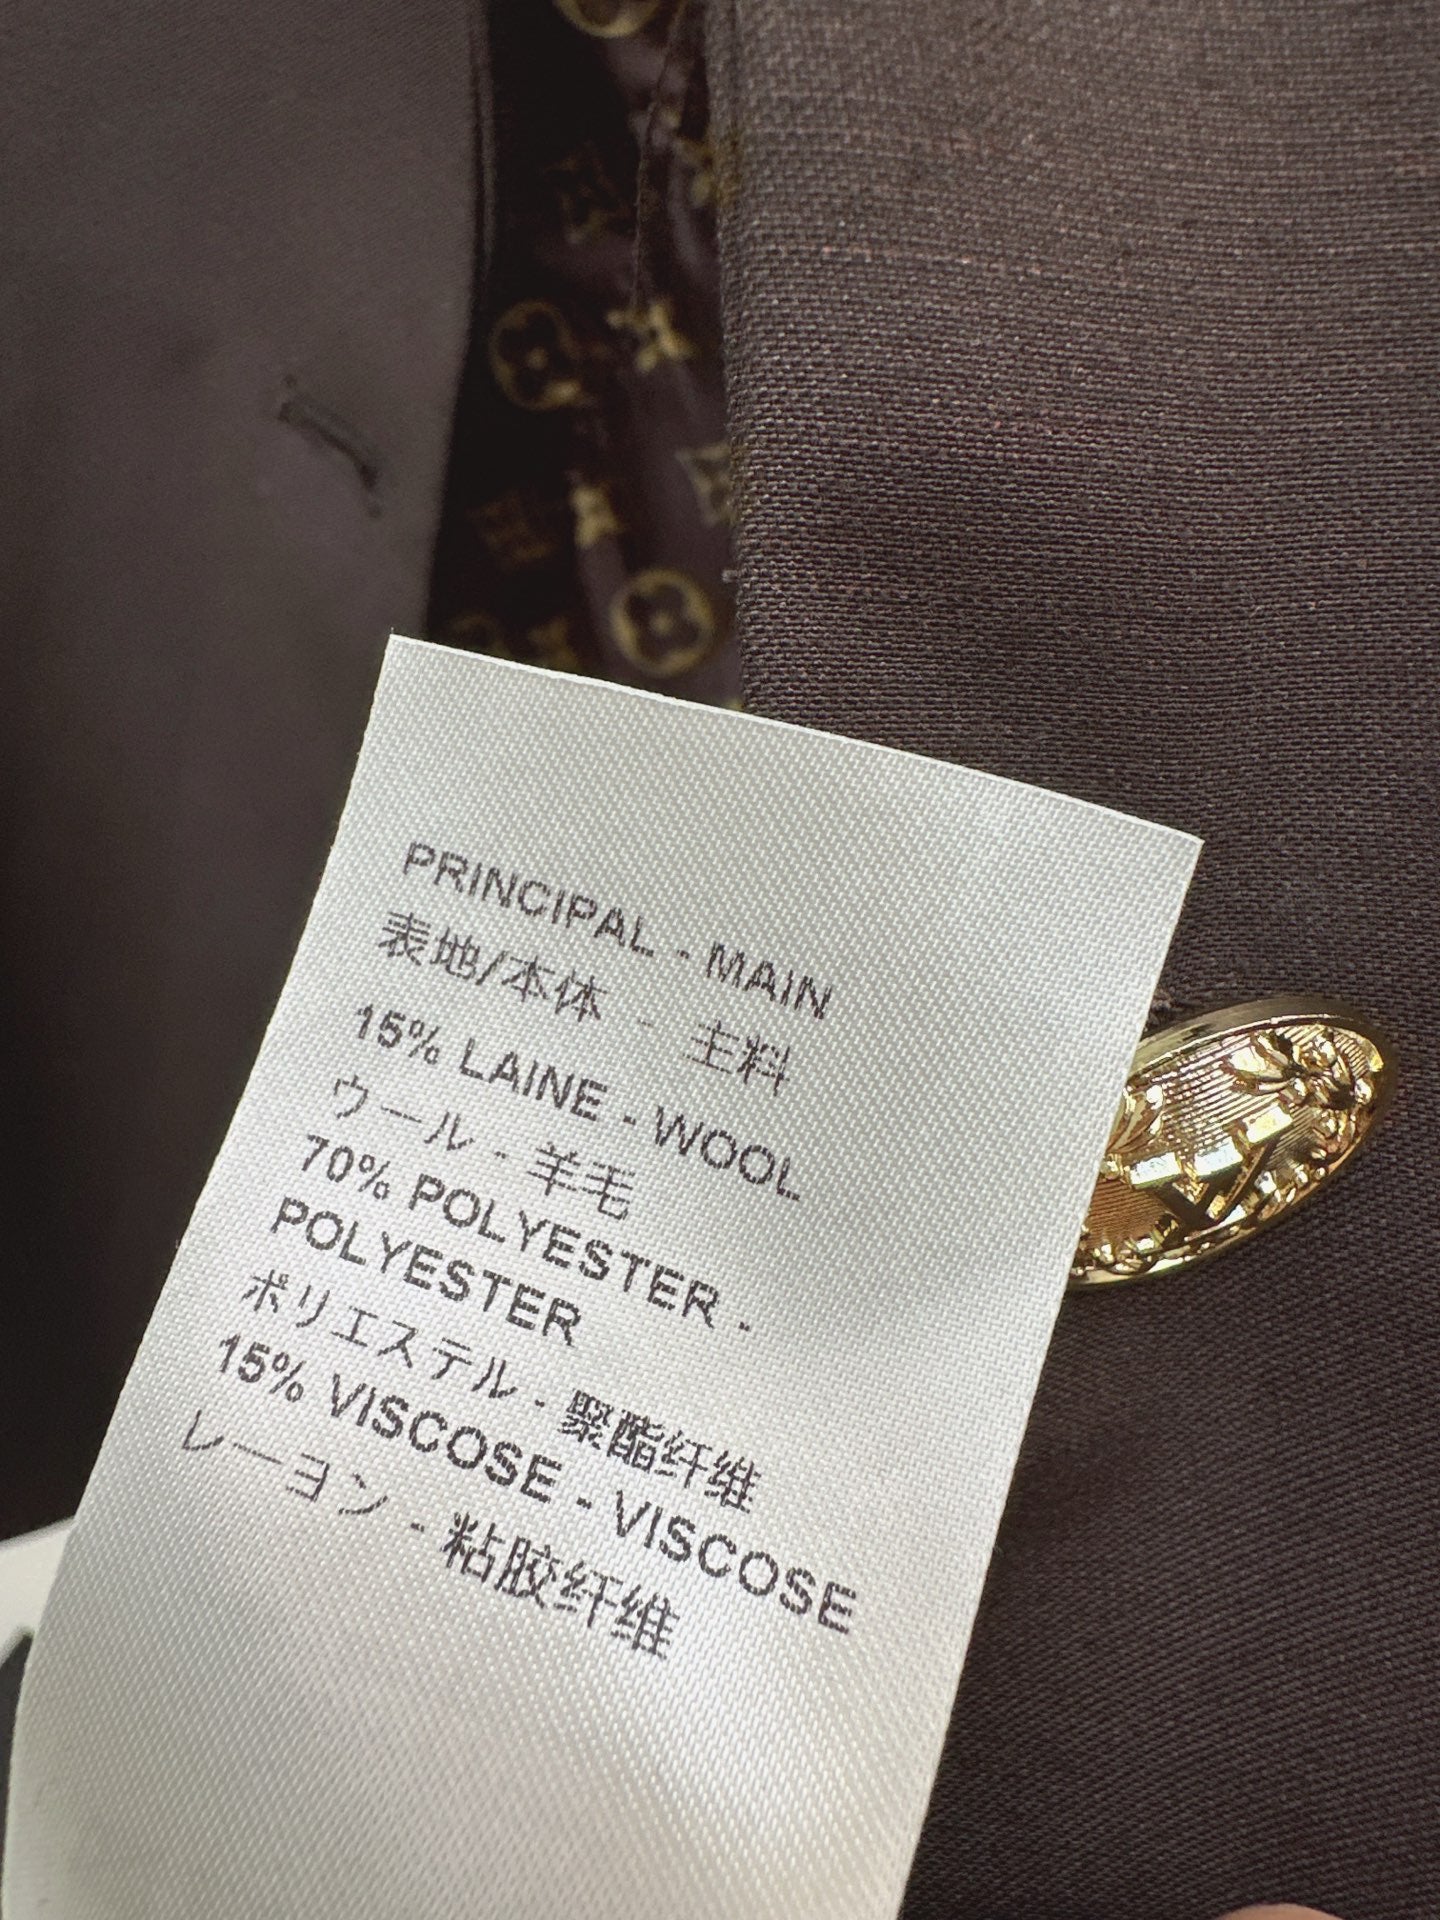 PRINCIPAL - MAIN
表地/本体 - 主料
15% LAINE - WOOL
ウール - 羊毛
70% POLYESTER -
POLYESTER
ポリエステル - 聚酯纤维
15% VISCOSE - VISCOSE
レーヨン - 粘胶纤维